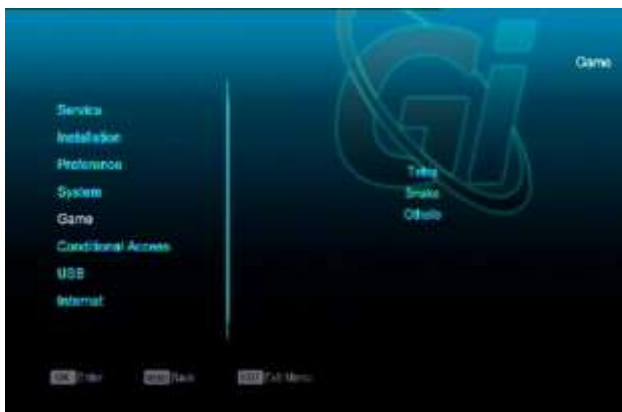 Game
Service
Installation
Preference
System
Game
Conditional Access
USB
Internet
Tetris
Snake
Othello
OK Enter MENU Back EXIT Exit Menu